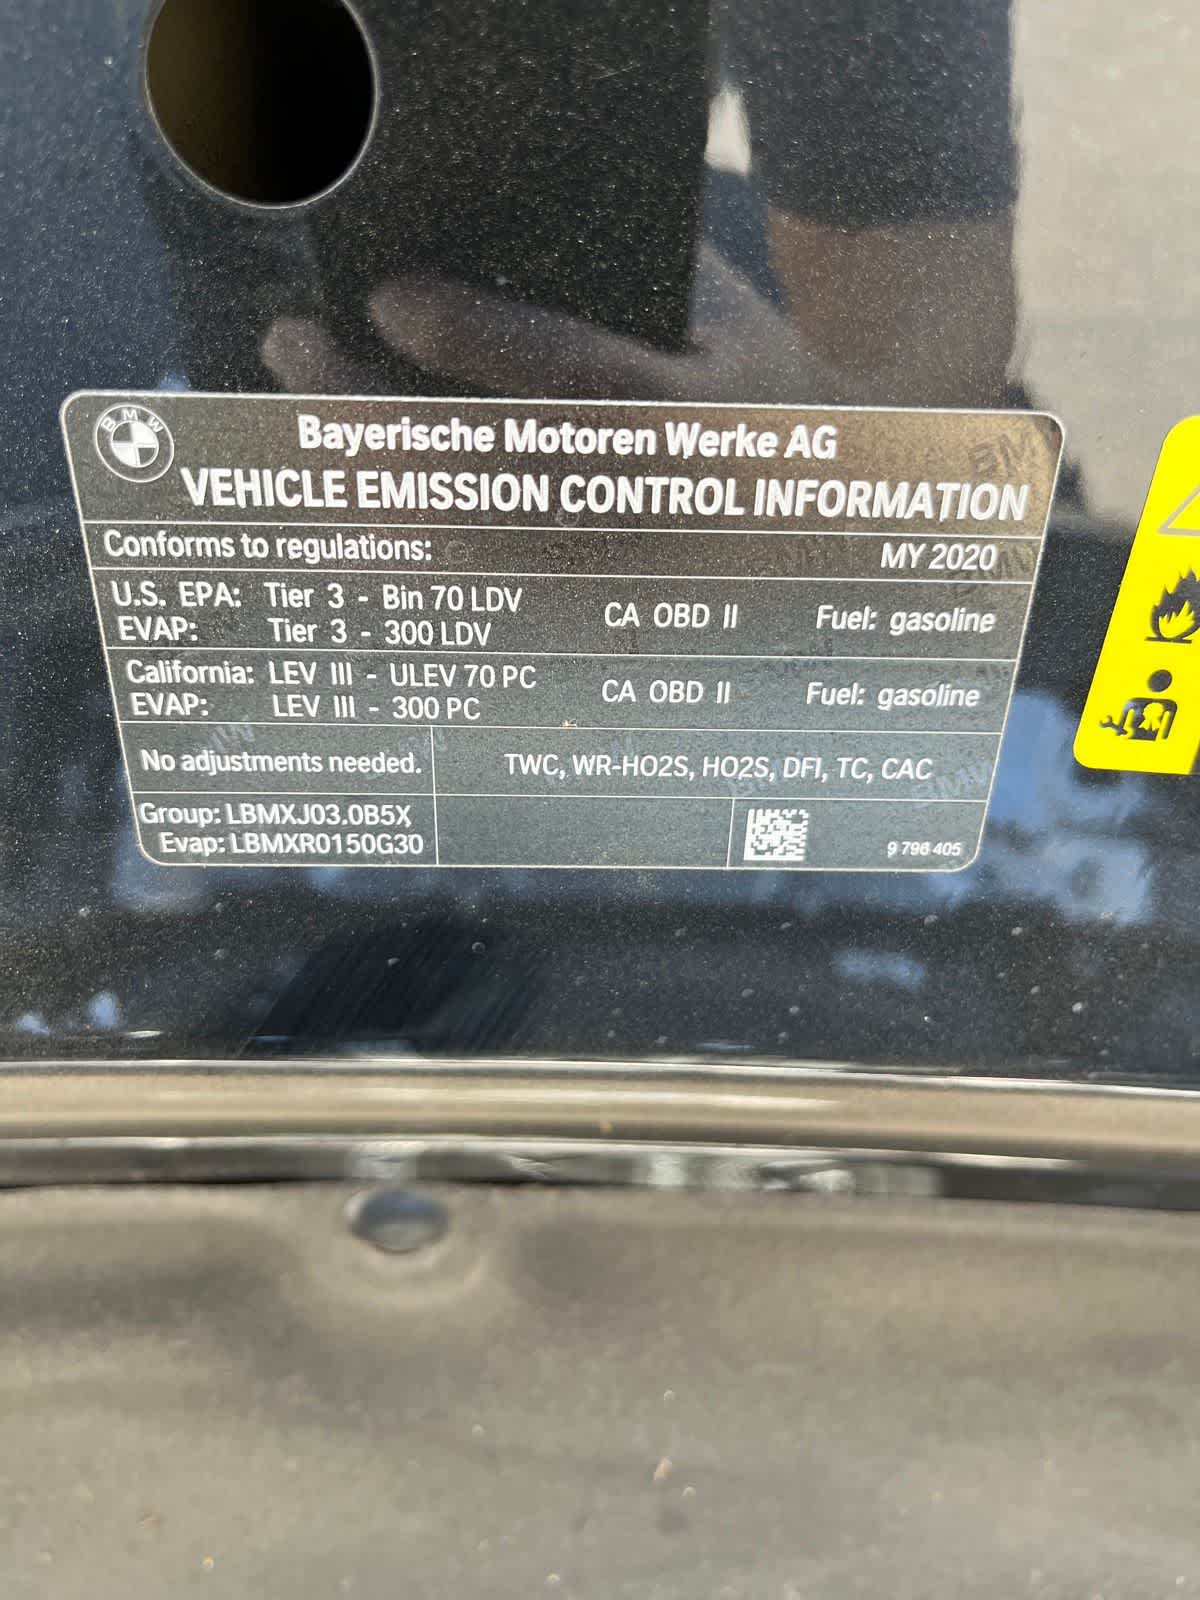 BMW
Bayerische Motoren Werke AG
VEHICLE EMISSION CONTROL INFORMATION
Conforms to regulations: MY 2020
U.S. EPA: Tier 3 - Bin 70 LDV CA OBD II Fuel: gasoline
EVAP: Tier 3 - 300 LDV
California: LEV III - ULEV 70 PC CA OBD II Fuel: gasoline
EVAP: LEV III - 300 PC
No adjustments needed. TWC, WR-HO2S, HO2S, DFI, TC, CAC
Group: LBMXJ03.0B5X
Evap: LBMXR0150G30
9 796 405